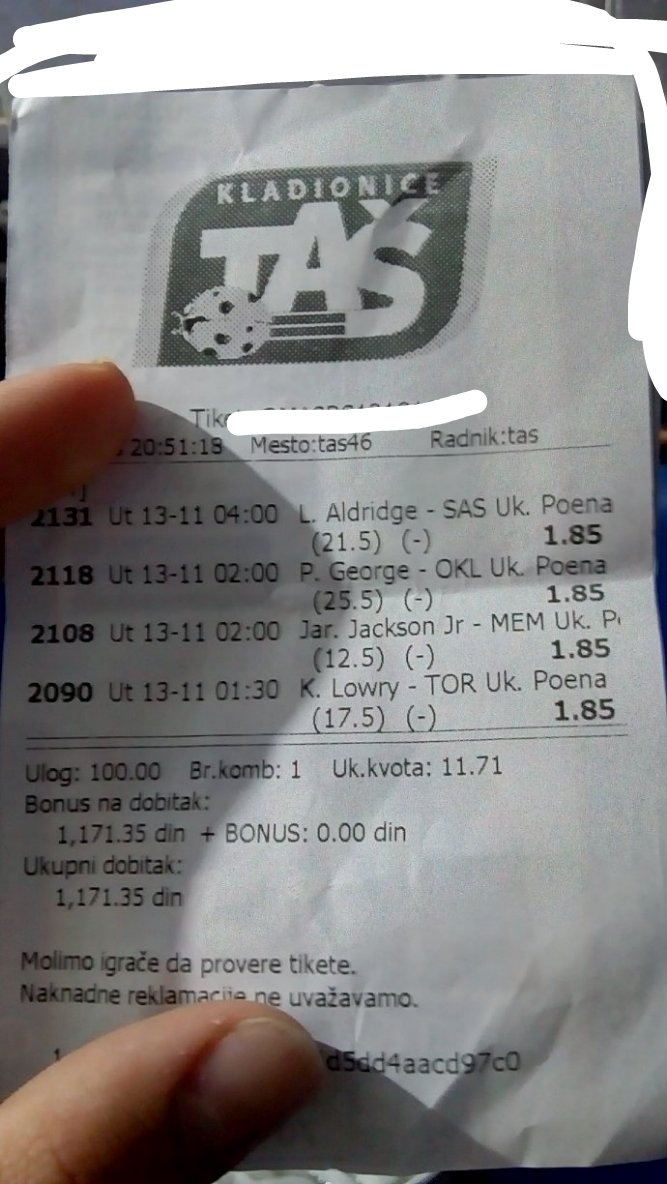 KLADIONICE
TAŠ
20:51:18 Mesto:tas46 Radnik:tas
2131 Ut 13-11 04:00 L. Aldridge - SAS Uk. Poena
(21.5) (-) 1.85
2118 Ut 13-11 02:00 P. George - OKL Uk. Poena
(25.5) (-) 1.85
2108 Ut 13-11 02:00 Jar. Jackson Jr - MEM Uk.
(12.5) (-) 1.85
2090 Ut 13-11 01:30 K. Lowry - TOR Uk. Poena
(17.5) (-) 1.85
Ulog: 100.00 Br.komb: 1 Uk.kvota: 11.71
Bonus na dobitak:
1,171.35 din + BONUS: 0.00 din
Ukupni dobitak:
1,171.35 din
Molimo igrače da provere tikete.
Naknadne reklamacije ne uvažavamo.
d5dd4aacd97c0